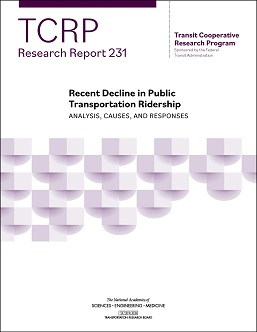 TCRP
Research Report 231
Transit Cooperative
Research Program
Sponsored by the Federal
Transit Administration
Recent Decline in Public
Transportation Ridership
ANALYSIS, CAUSES, AND RESPONSES
The National Academies of
SCIENCES • ENGINEERING • MEDICINE
TRANSPORTATION RESEARCH BOARD